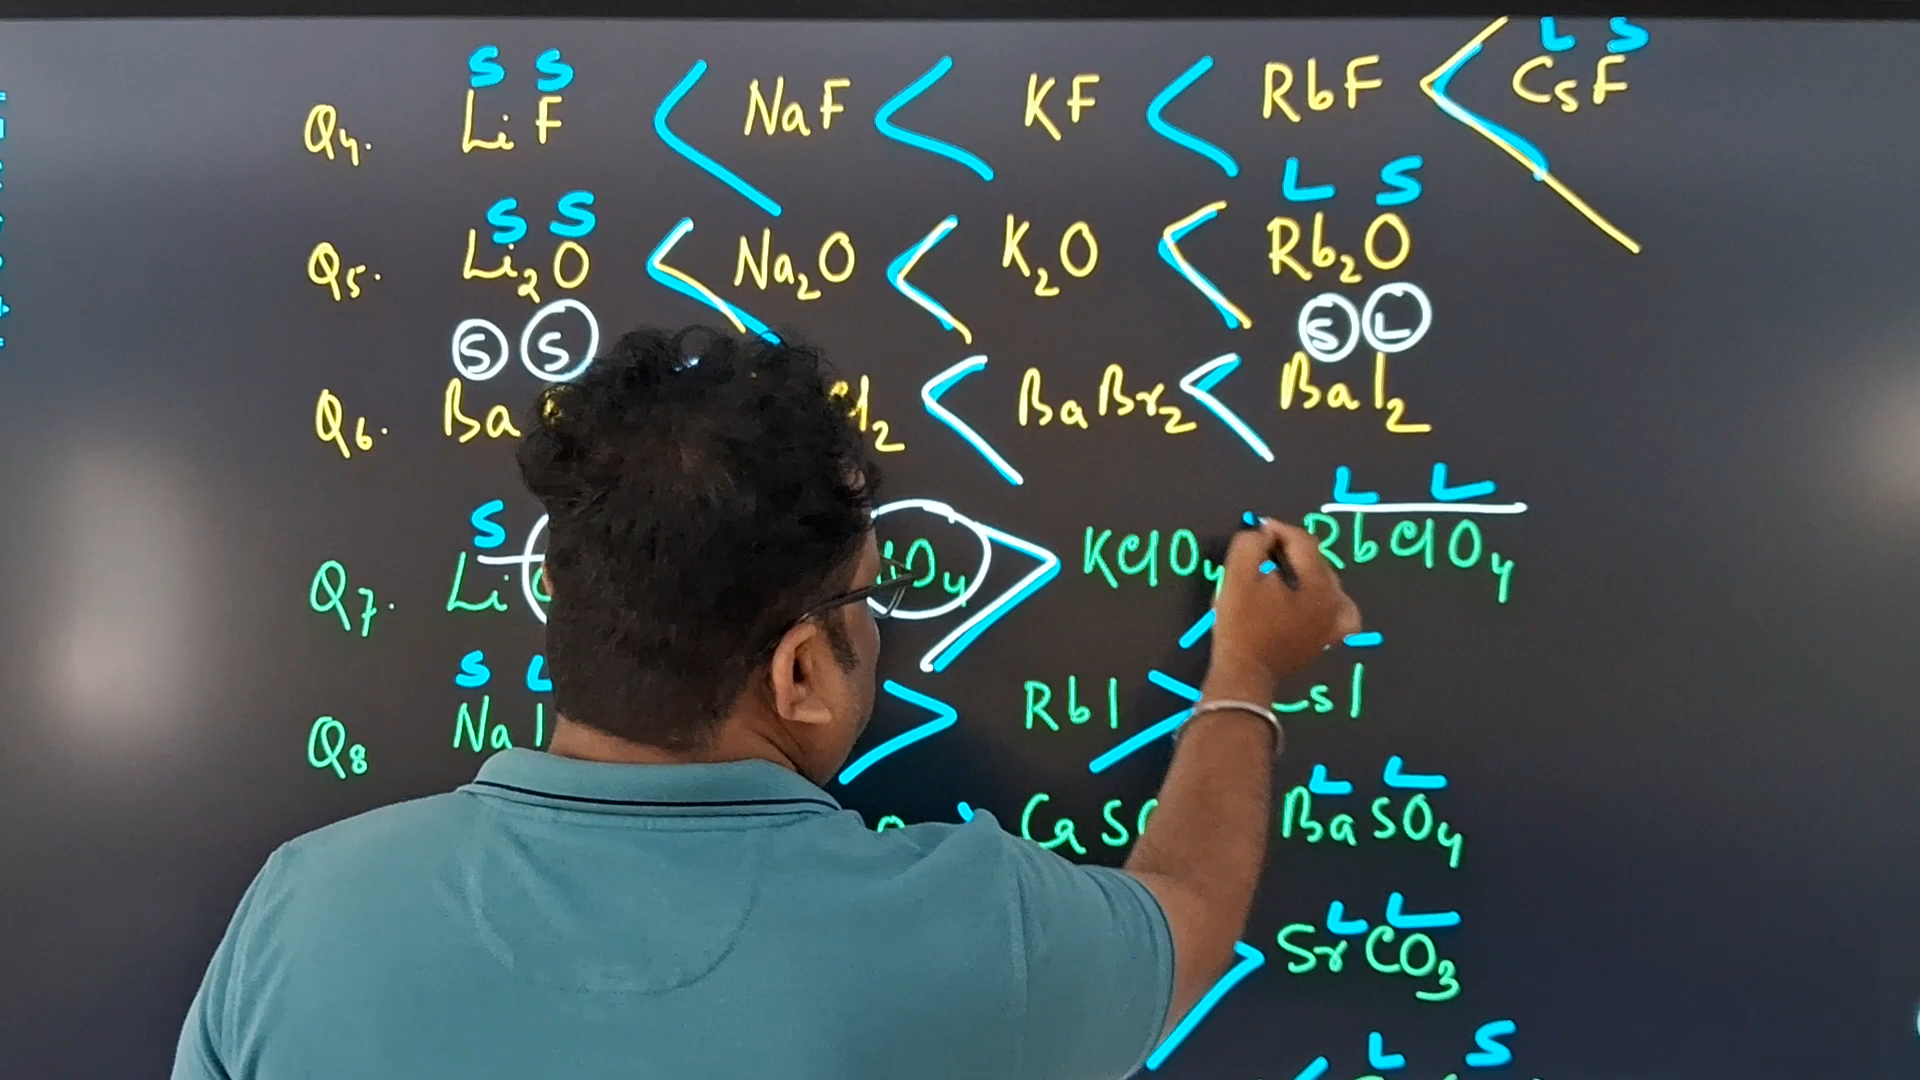 L S
S S
Q4. LiF < NaF < KF < RbF < CsF
L S
S S
Q5. Li2O < Na2O < K2O < Rb2O
S S S L
Q6. Ba < BaBr2 < BaI2
L L
S
Q7. Li > KClO4 RbClO4
S L
Q8 NaI > RbI > CsI
L L
BaSO4
L L
> SrCO3
L S